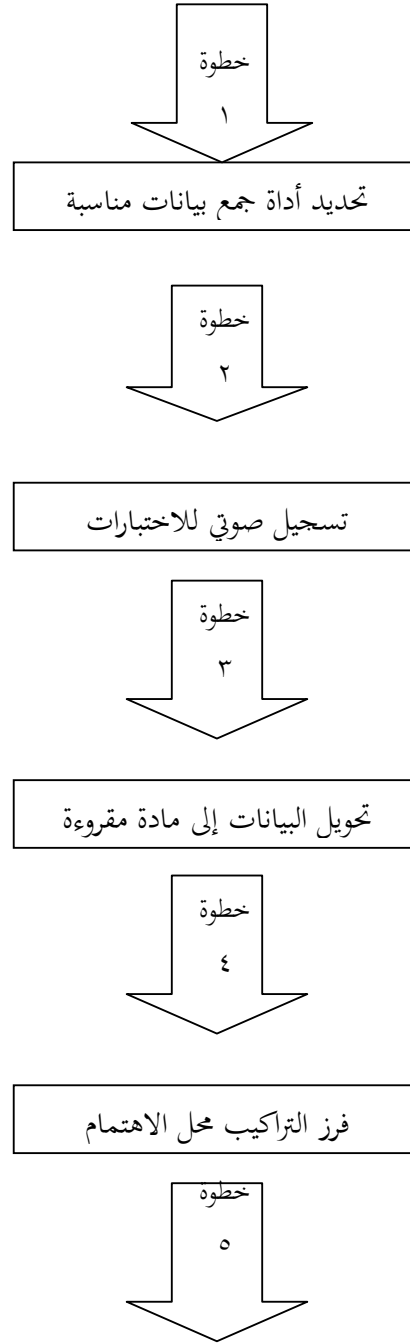 خطوة
١
تحديد أداة جمع بيانات مناسبة
خطوة
٢
تسجيل صوتي للاختبارات
خطوة
٣
تحويل البيانات إلى مادة مقروءة
خطوة
٤
فرز التراكيب محل الاهتمام
خطوة
٥